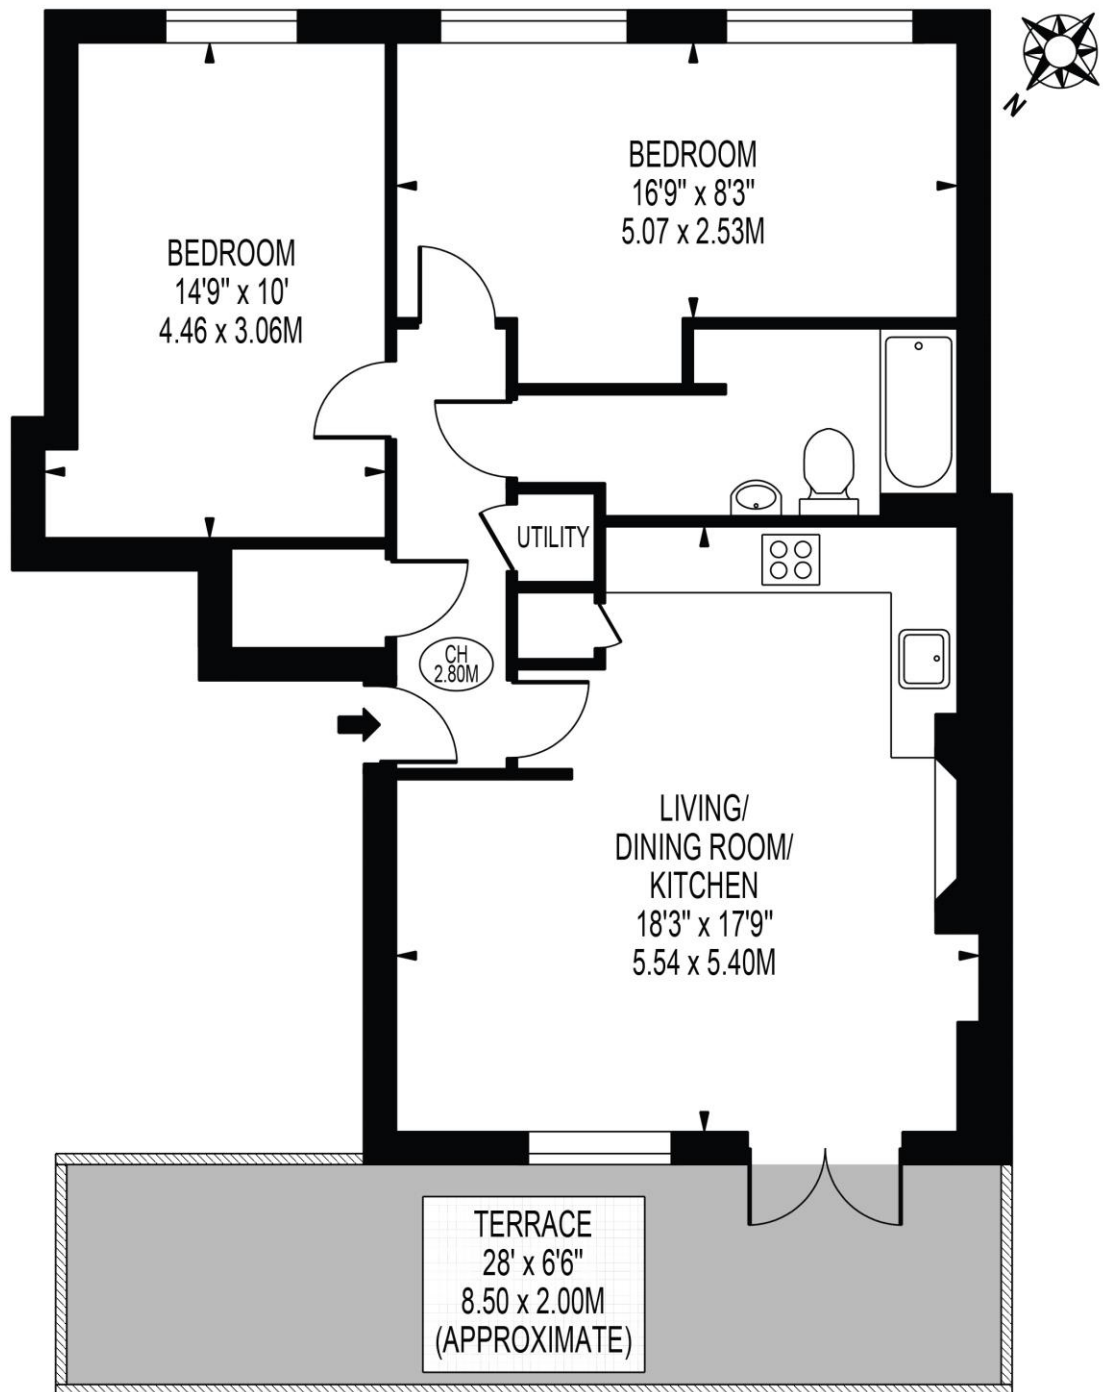 N
BEDROOM
16'9" x 8'3"
5.07 x 2.53M
BEDROOM
14'9" x 10'
4.46 x 3.06M
UTILITY
CH
2.80M
LIVING/
DINING ROOM/
KITCHEN
18'3" x 17'9"
5.54 x 5.40M
TERRACE
28' x 6'6"
8.50 x 2.00M
(APPROXIMATE)